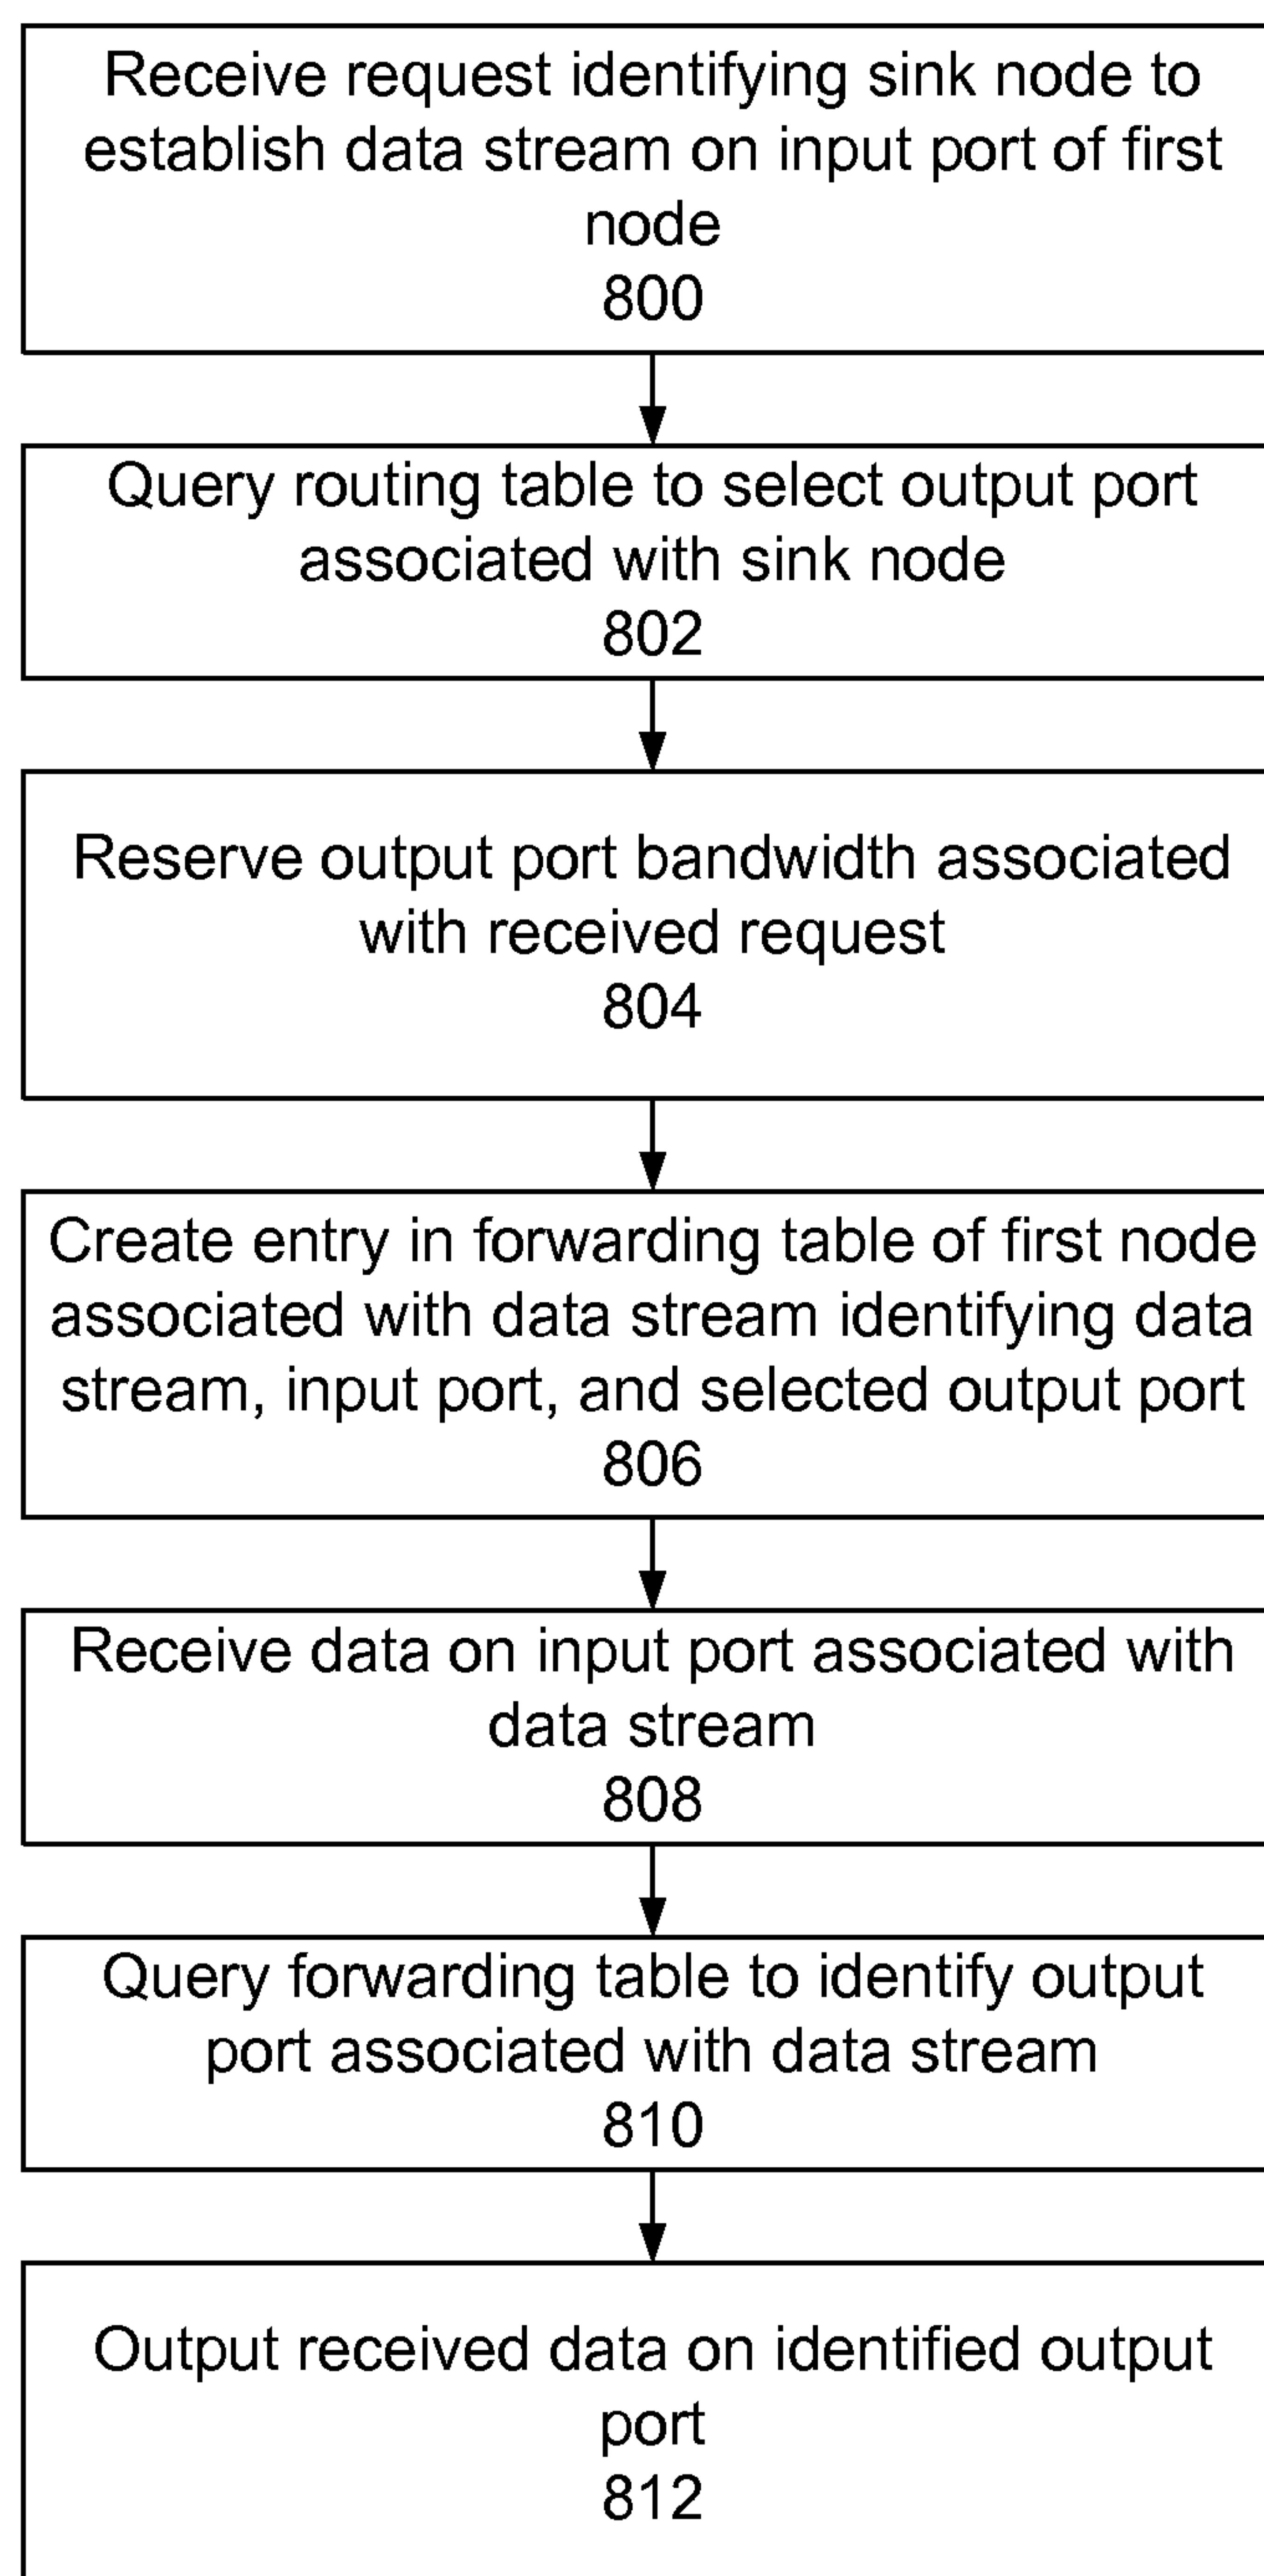 Receive request identifying sink node to
establish data stream on input port of first
node
800
Query routing table to select output port
associated with sink node
802
Reserve output port bandwidth associated
with received request
804
Create entry in forwarding table of first node
associated with data stream identifying data
stream, input port, and selected output port
806
Receive data on input port associated with
data stream
808
Query forwarding table to identify output
port associated with data stream
810
Output received data on identified output
port
812